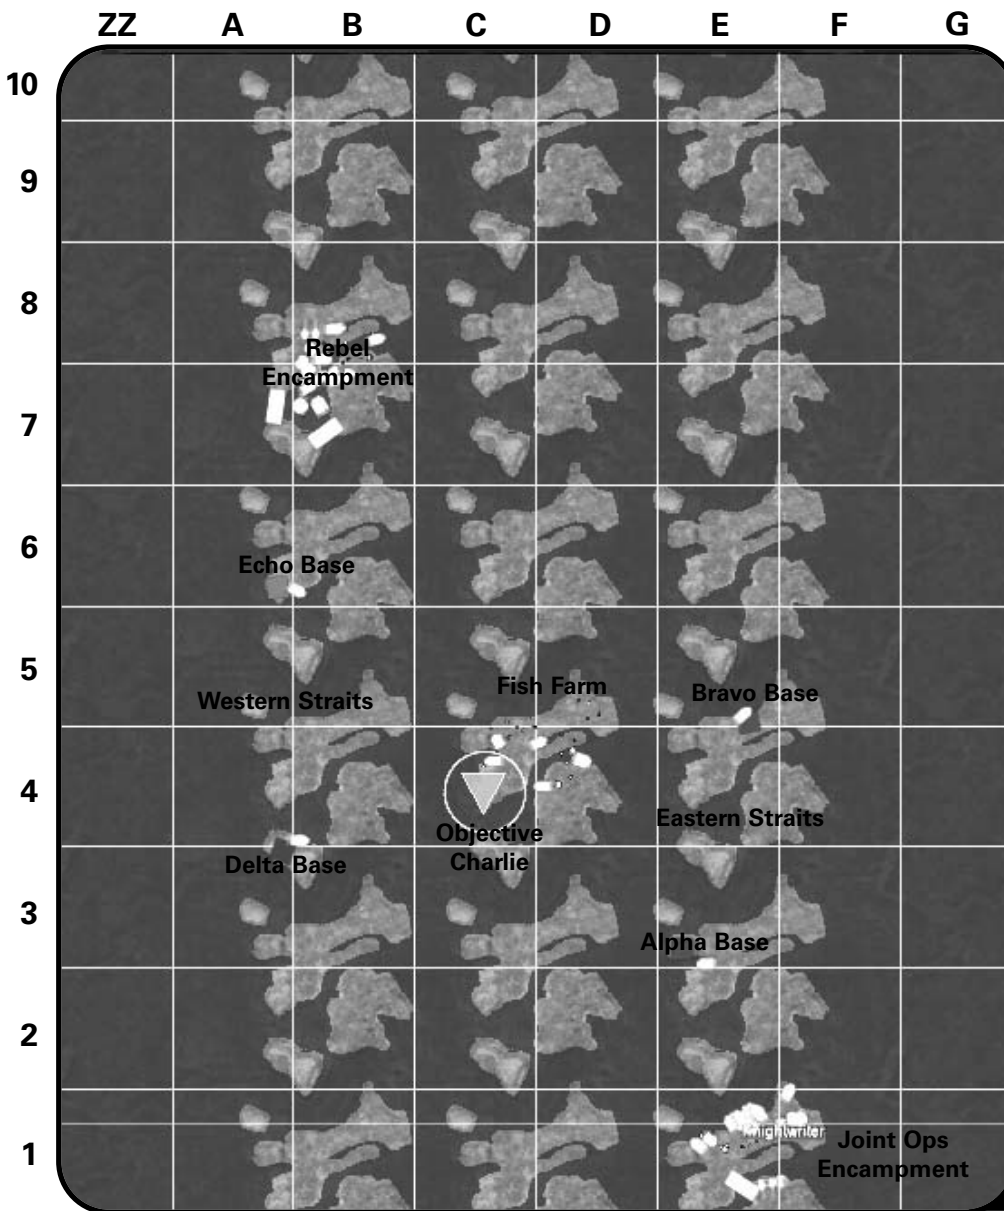 ZZ A B C D E F G
10
9
8
Rebel
Encampment
7
6
Echo Base
5
Fish Farm
Bravo Base
Western Straits
4
Eastern Straits
Objective
Charlie
Delta Base
3
Alpha Base
2
Knightwriter
1
Joint Ops
Encampment